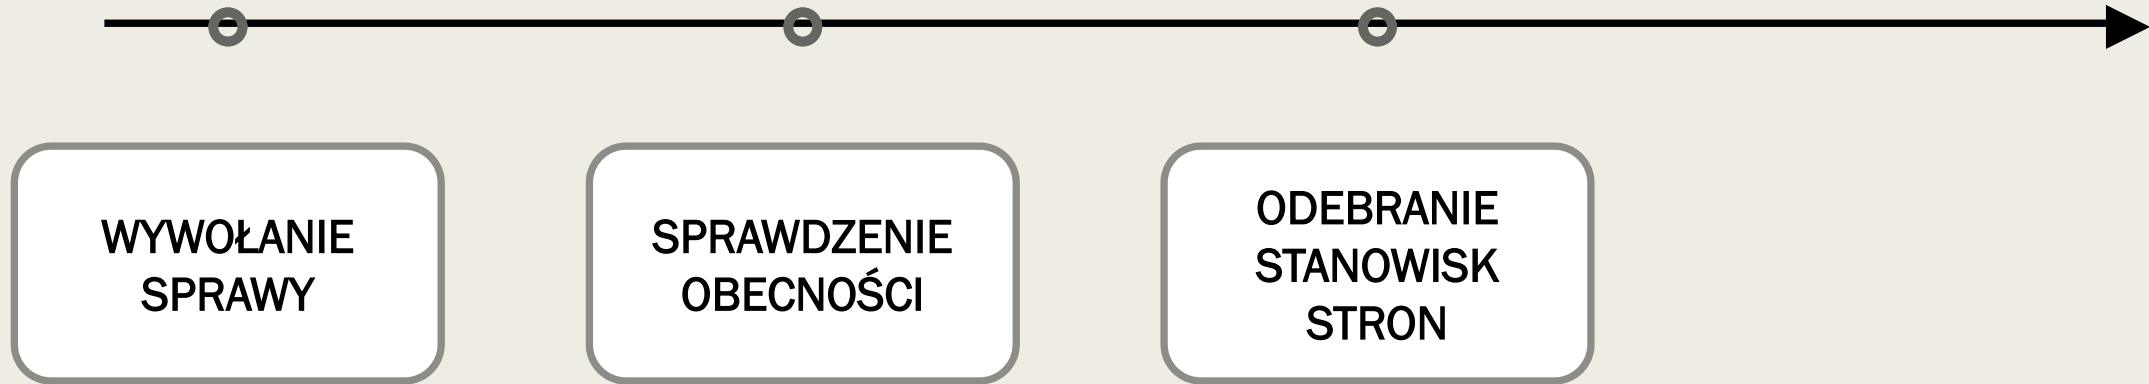 WYWOŁANIE
SPRAWY
SPRAWDZENIE
OBECNOŚCI
ODEBRANIE
STANOWISK
STRON